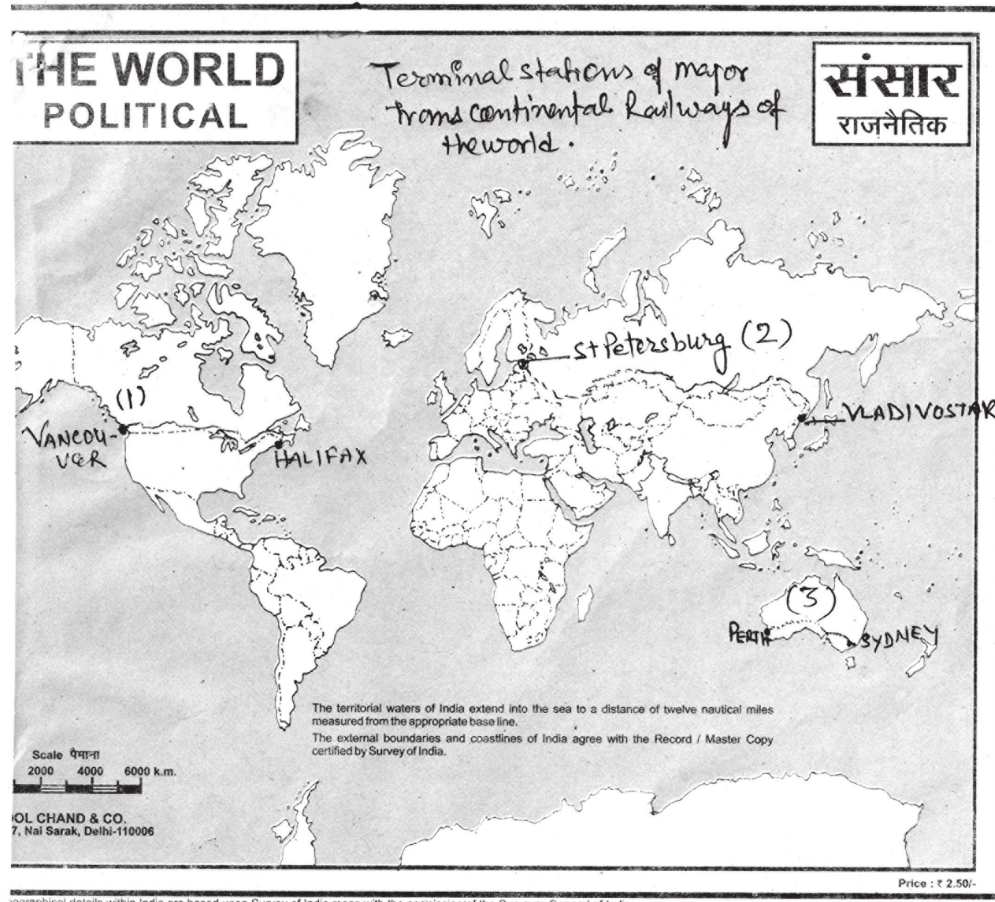 THE WORLD
POLITICAL
Terminal stations of major
trans continental Railways of
the world.
संसार
राजनैतिक
St Petersburg (2)
(1)
VANCOU-
VER
HALIFAX
VLADIVOSTAK
(3)
PERTH
SYDNEY
The territorial waters of India extend into the sea to a distance of twelve nautical miles
measured from the appropriate base line.
The external boundaries and coastlines of India agree with the Record / Master Copy
certified by Survey of India.
Scale पैमाना
2000 4000 6000 k.m.
OOL CHAND & CO.
7, Nai Sarak, Delhi-110006
Price : ₹ 2.50/-